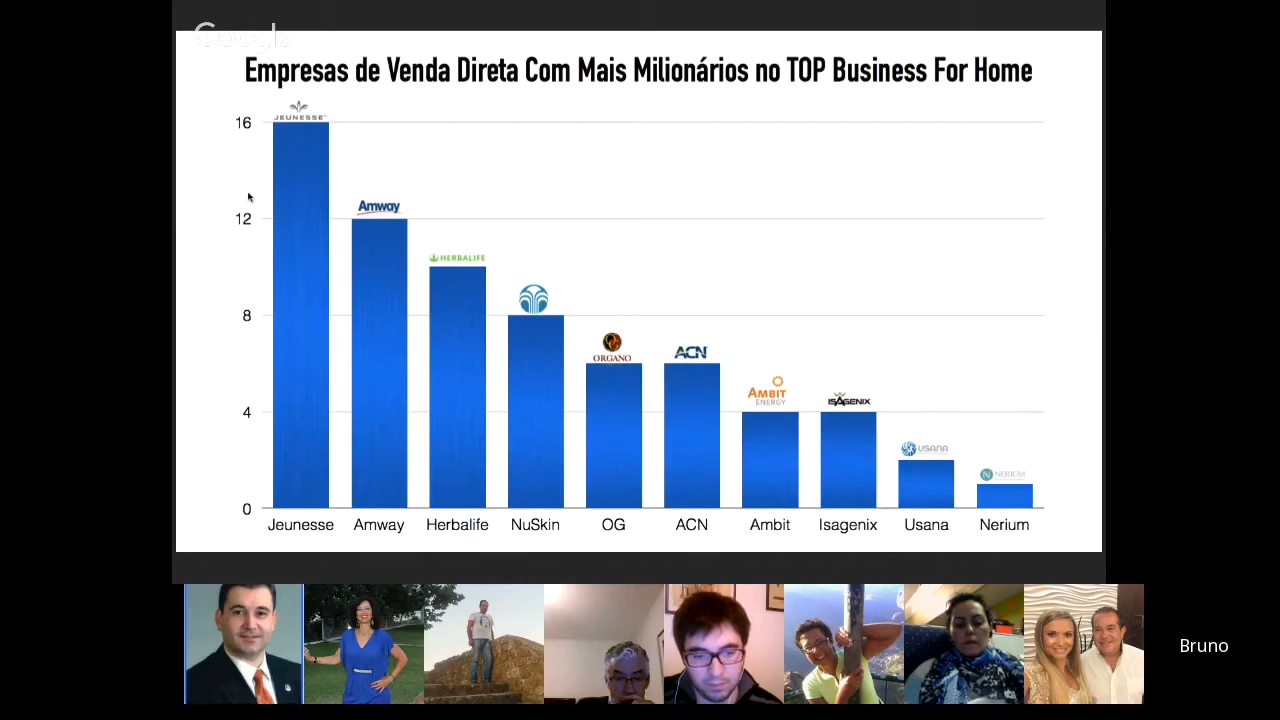 Google
Empresas de Venda Direta Com Mais Milionários no TOP Business For Home
JEUNESSE
16
Amway
12
HERBALIFE
8
ORGANO
ACN
AMBIT
ENERGY
ISAGENIX
4
USANA
NERIUM
0
Jeunesse Amway Herbalife NuSkin OG ACN Ambit Isagenix Usana Nerium
Bruno